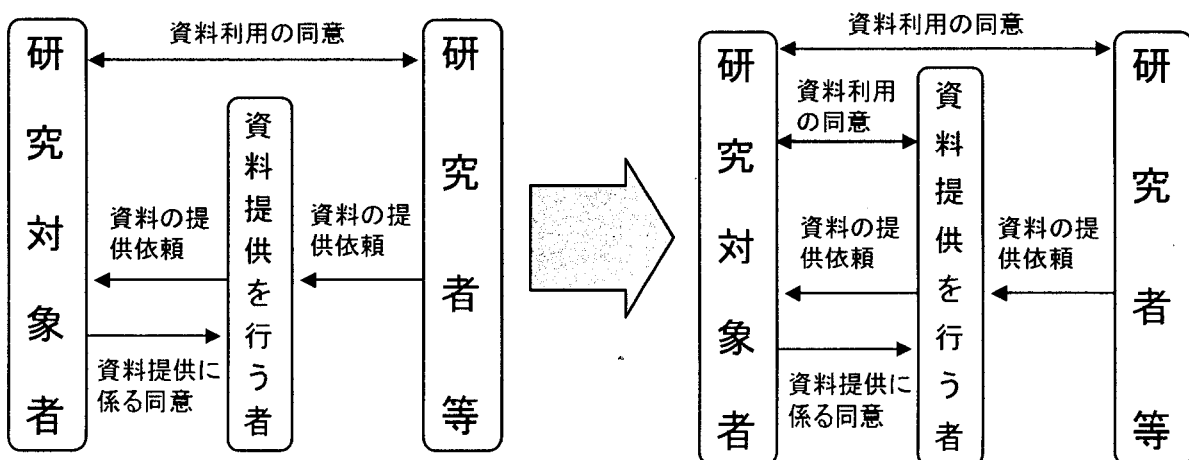 資料利用の同意
研究対象者
資料提供を行う者
研究者等
資料の提
供依頼
資料の提
供依頼
資料提供に
係る同意
資料利用の同意
研究対象者
資料利用
の同意
資料提供を行う者
研究者等
資料の提
供依頼
資料の提
供依頼
資料提供に
係る同意